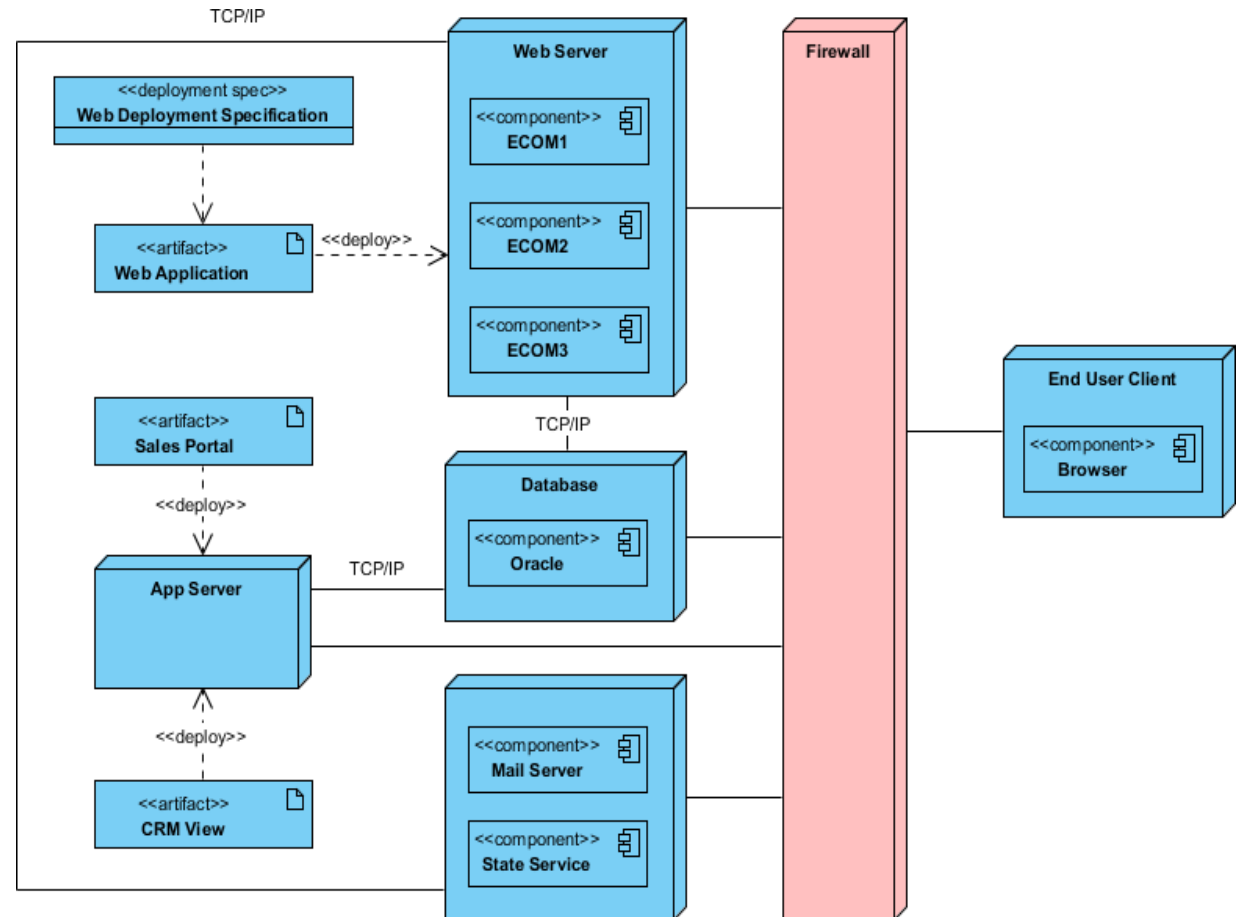 TCP/IP
Web Server
Firewall
<<deployment spec>>
Web Deployment Specification
<<component>>
ECOM1
<<artifact>>
Web Application
<<deploy>>
<<component>>
ECOM2
<<component>>
ECOM3
End User Client
<<component>>
Browser
<<artifact>>
Sales Portal
TCP/IP
<<deploy>>
Database
<<component>>
Oracle
App Server
TCP/IP
<<deploy>>
<<component>>
Mail Server
<<artifact>>
CRM View
<<component>>
State Service